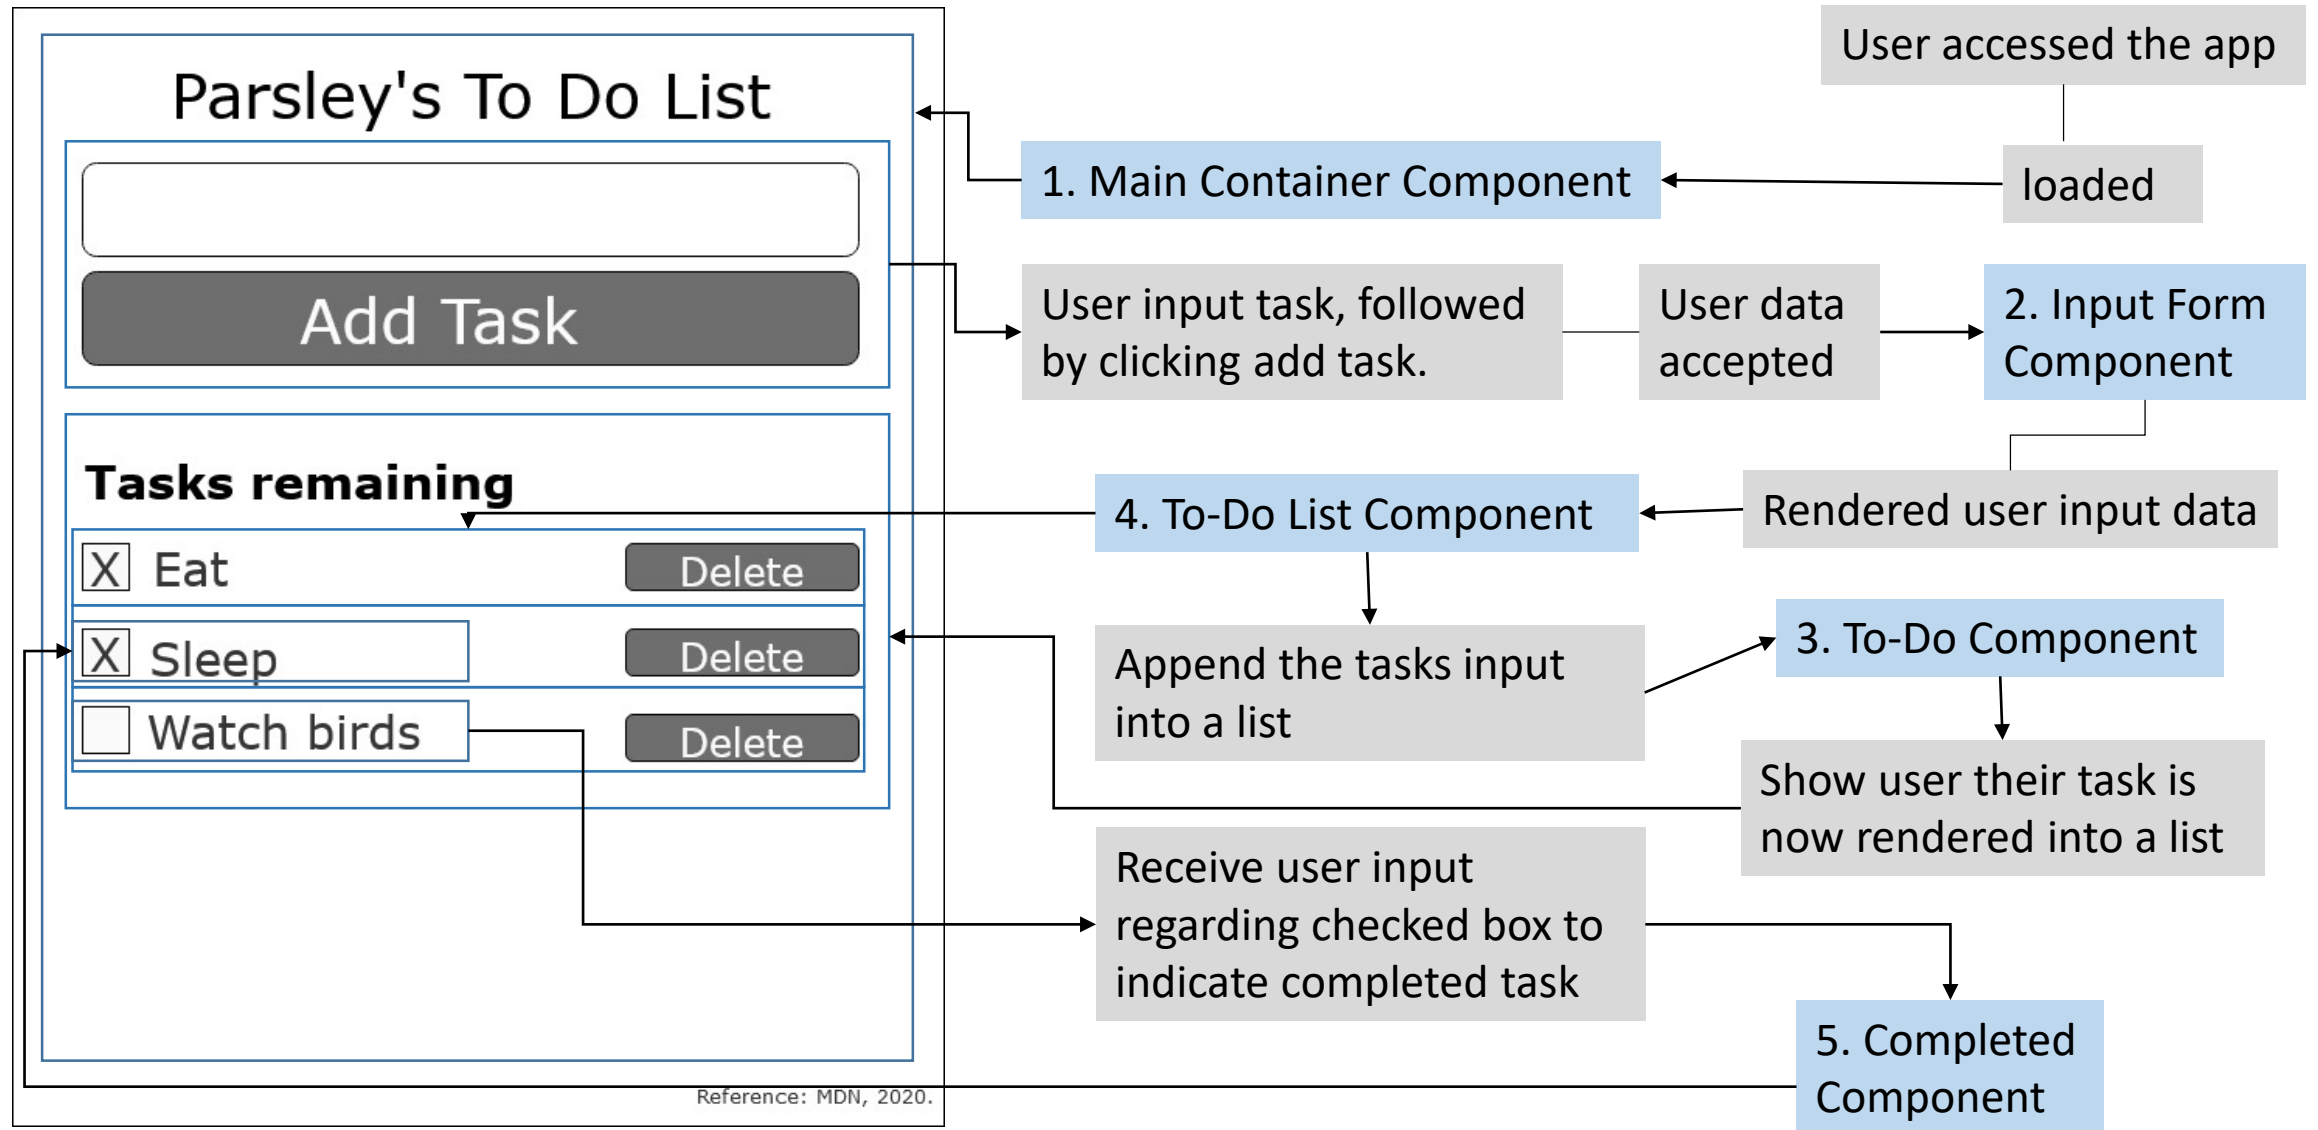 Parsley's To Do List
Add Task
Tasks remaining
X Eat Delete
X Sleep Delete
Watch birds Delete
Reference: MDN, 2020.
User accessed the app
loaded
1. Main Container Component
User input task, followed
by clicking add task.
User data
accepted
2. Input Form
Component
Rendered user input data
4. To-Do List Component
Append the tasks input
into a list
3. To-Do Component
Show user their task is
now rendered into a list
Receive user input
regarding checked box to
indicate completed task
5. Completed
Component